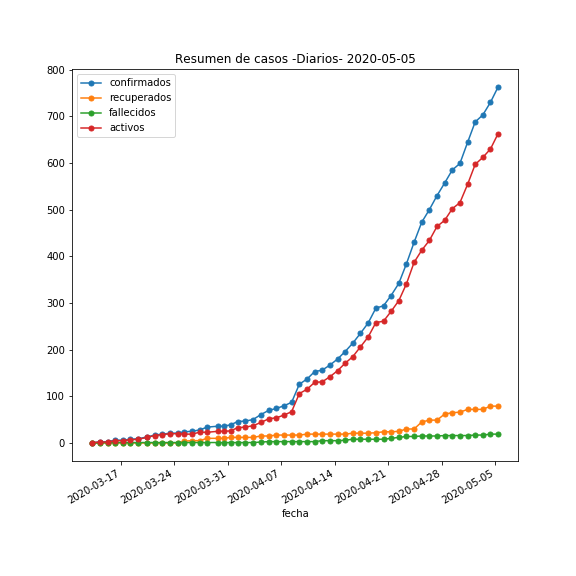 Resumen de casos -Diarios- 2020-05-05
confirmados
recuperados
fallecidos
activos
800
700
600
500
400
300
200
100
0
2020-03-17
2020-03-24
2020-03-31
2020-04-07
2020-04-14
2020-04-21
2020-04-28
2020-05-05
fecha